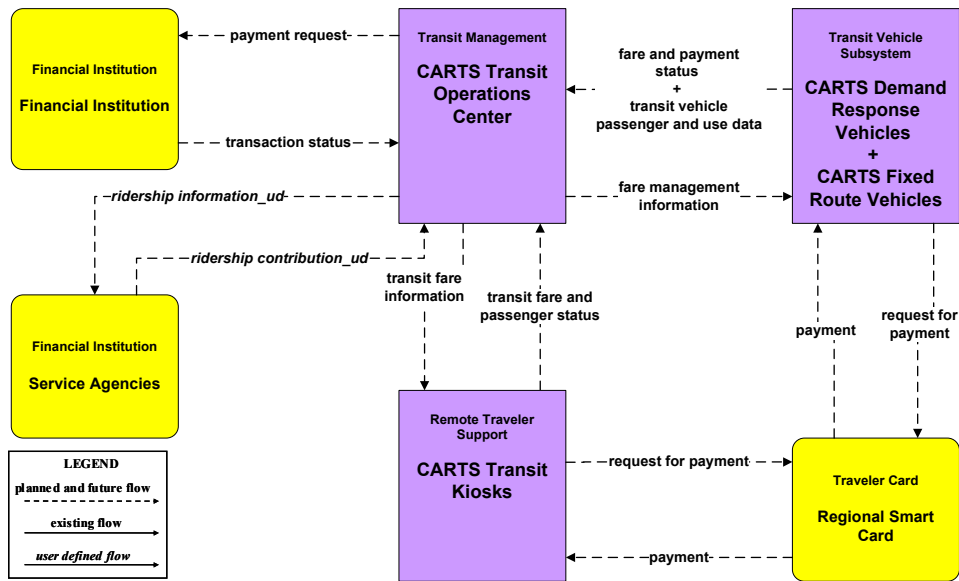 payment request
Financial Institution
Financial Institution
transaction status
Transit Management
CARTS Transit
Operations
Center
fare and payment
status
+
transit vehicle
passenger and use data
Transit Vehicle
Subsystem
CARTS Demand
Response
Vehicles
+
CARTS Fixed
Route Vehicles
ridership information_ud
fare management
information
ridership contribution_ud
transit fare
information
transit fare and
passenger status
payment
request for
payment
Financial Institution
Service Agencies
Remote Traveler
Support
CARTS Transit
Kiosks
request for payment
payment
Traveler Card
Regional Smart
Card
LEGEND
planned and future flow
existing flow
user defined flow